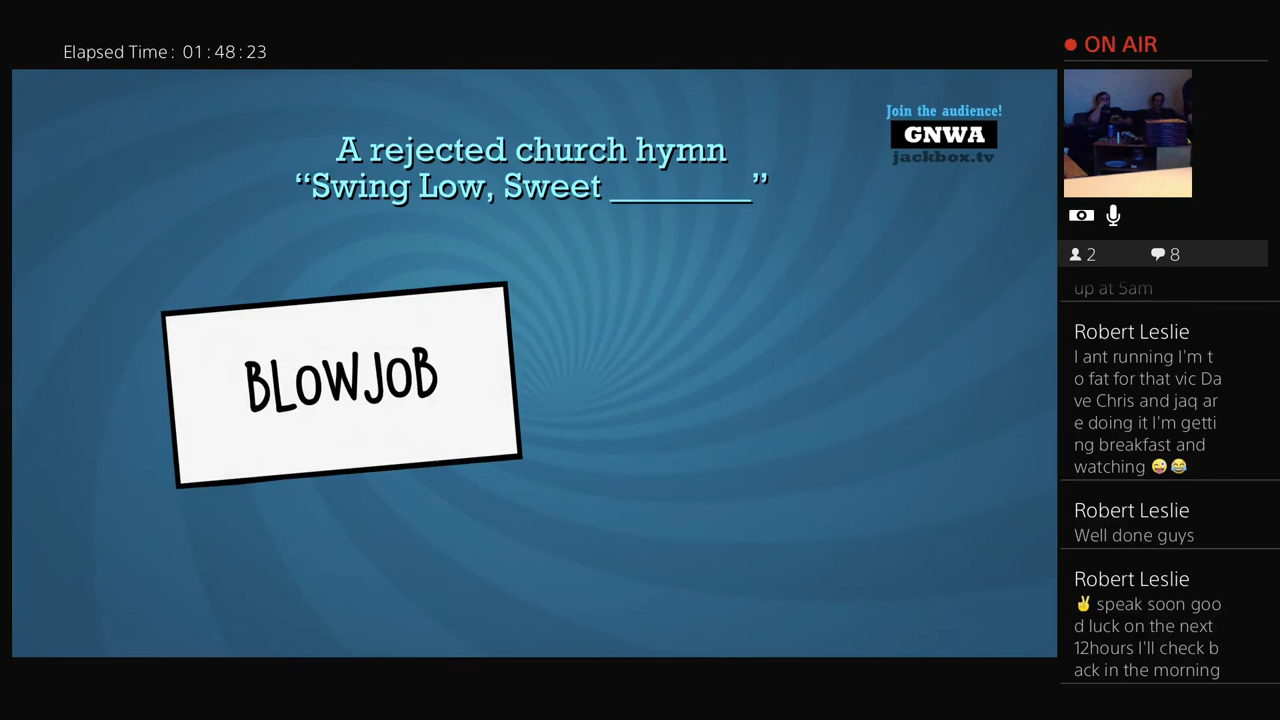 Elapsed Time: 01:48:23
ON AIR
A rejected church hymn
“Swing Low, Sweet ________”
Join the audience!
GNWA
jackbox.tv
BLOWJOB
2
8
up at 5am
Robert Leslie
I ant running I'm t
o fat for that vic Da
ve Chris and jaq ar
e doing it I'm getti
ng breakfast and
watching 😜😂
Robert Leslie
Well done guys
Robert Leslie
✌ speak soon goo
d luck on the next
12hours I'll check b
ack in the morning